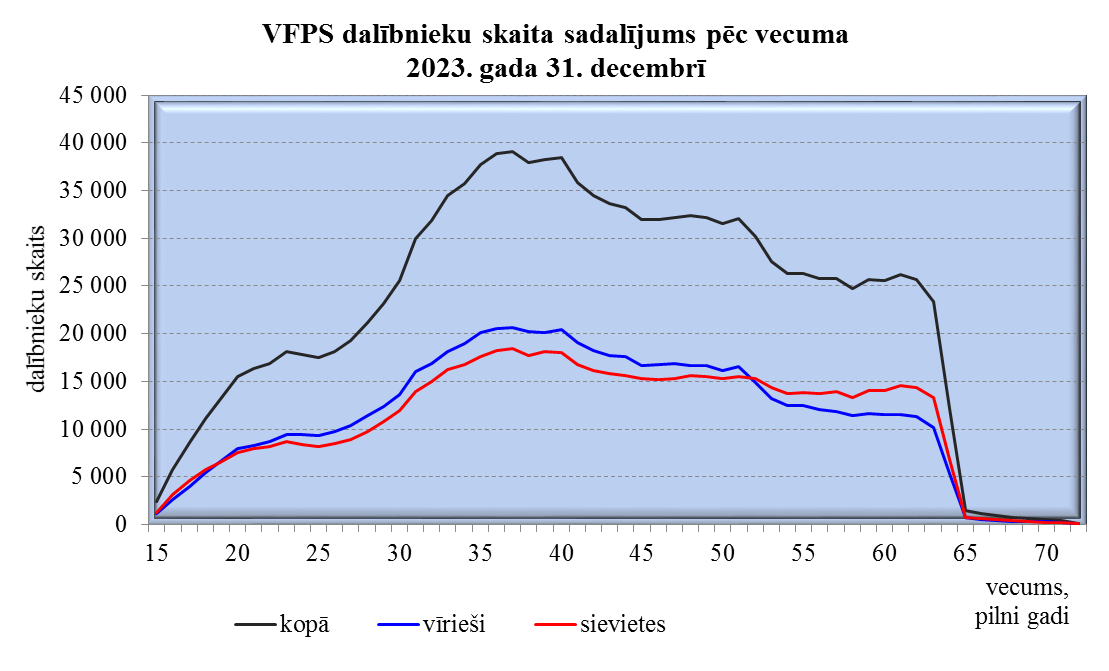 VFPS dalībnieku skaita sadalījums pēc vecuma
2023. gada 31. decembrī
dalībnieku skaits
45 000
40 000
35 000
30 000
25 000
20 000
15 000
10 000
5 000
0
15 20 25 30 35 40 45 50 55 60 65 70
vecums,
pilni gadi
kopā vīrieši sievietes